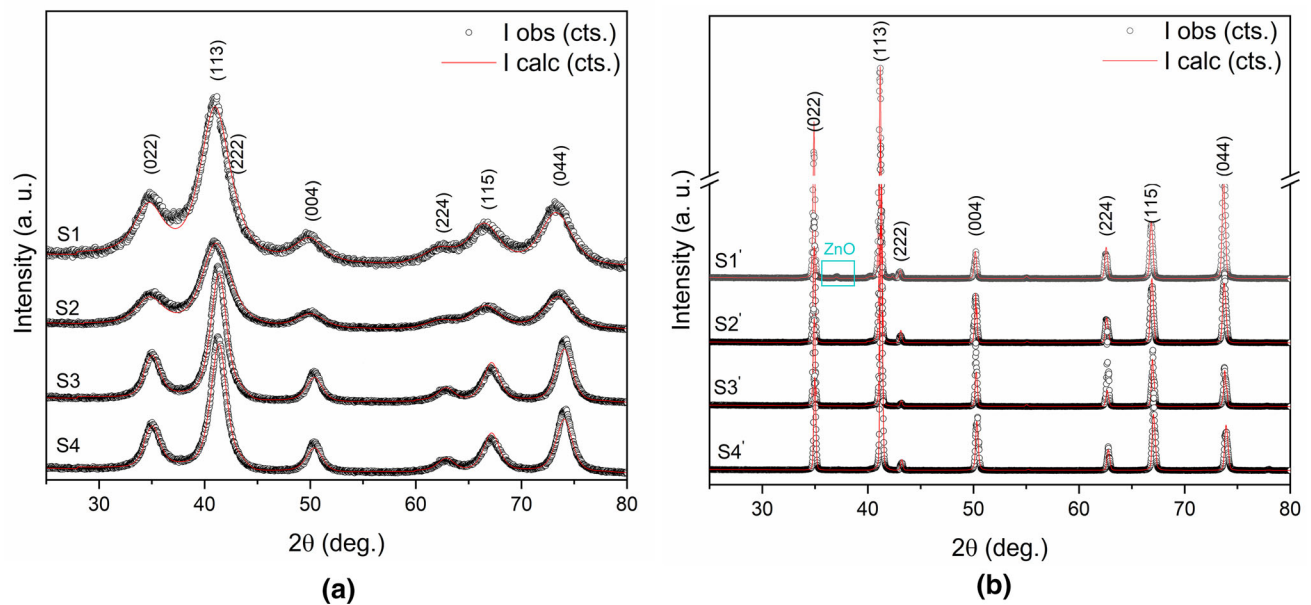 I obs (cts.)
I calc (cts.)
(113)
(222)
(022)
(004)
(224)
(115)
(044)
S1
S2
S3
S4
Intensity (a. u.)
30 40 50 60 70 80
2θ (deg.)
(a)
I obs (cts.)
I calc (cts.)
(113)
(022)
(222)
(004)
(224)
(115)
(044)
ZnO
S1'
S2'
S3'
S4'
Intensity (a. u.)
30 40 50 60 70 80
2θ (deg.)
(b)